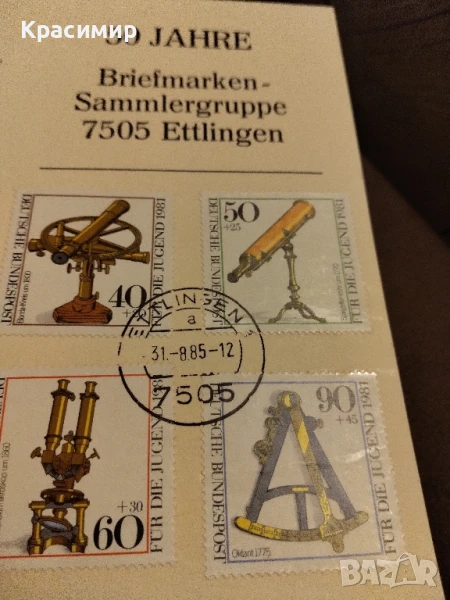 Красимир
JAHRE
Briefmarken-
Sammlergruppe
7505 Ettlingen
DEUTSCHE BUNDESPOST
40
FÜR DIE JUGEND 1981
50
+25
DEUTSCHE BUNDESPOST
FÜR DIE JUGEND 1981
a
31.-8.85-12
7505
60
+30
FÜR DIE JUGEND 1981
90
+45
DEUTSCHE BUNDESPOST
Oktant 1775
FÜR DIE JUGEND 1981
BAZAR